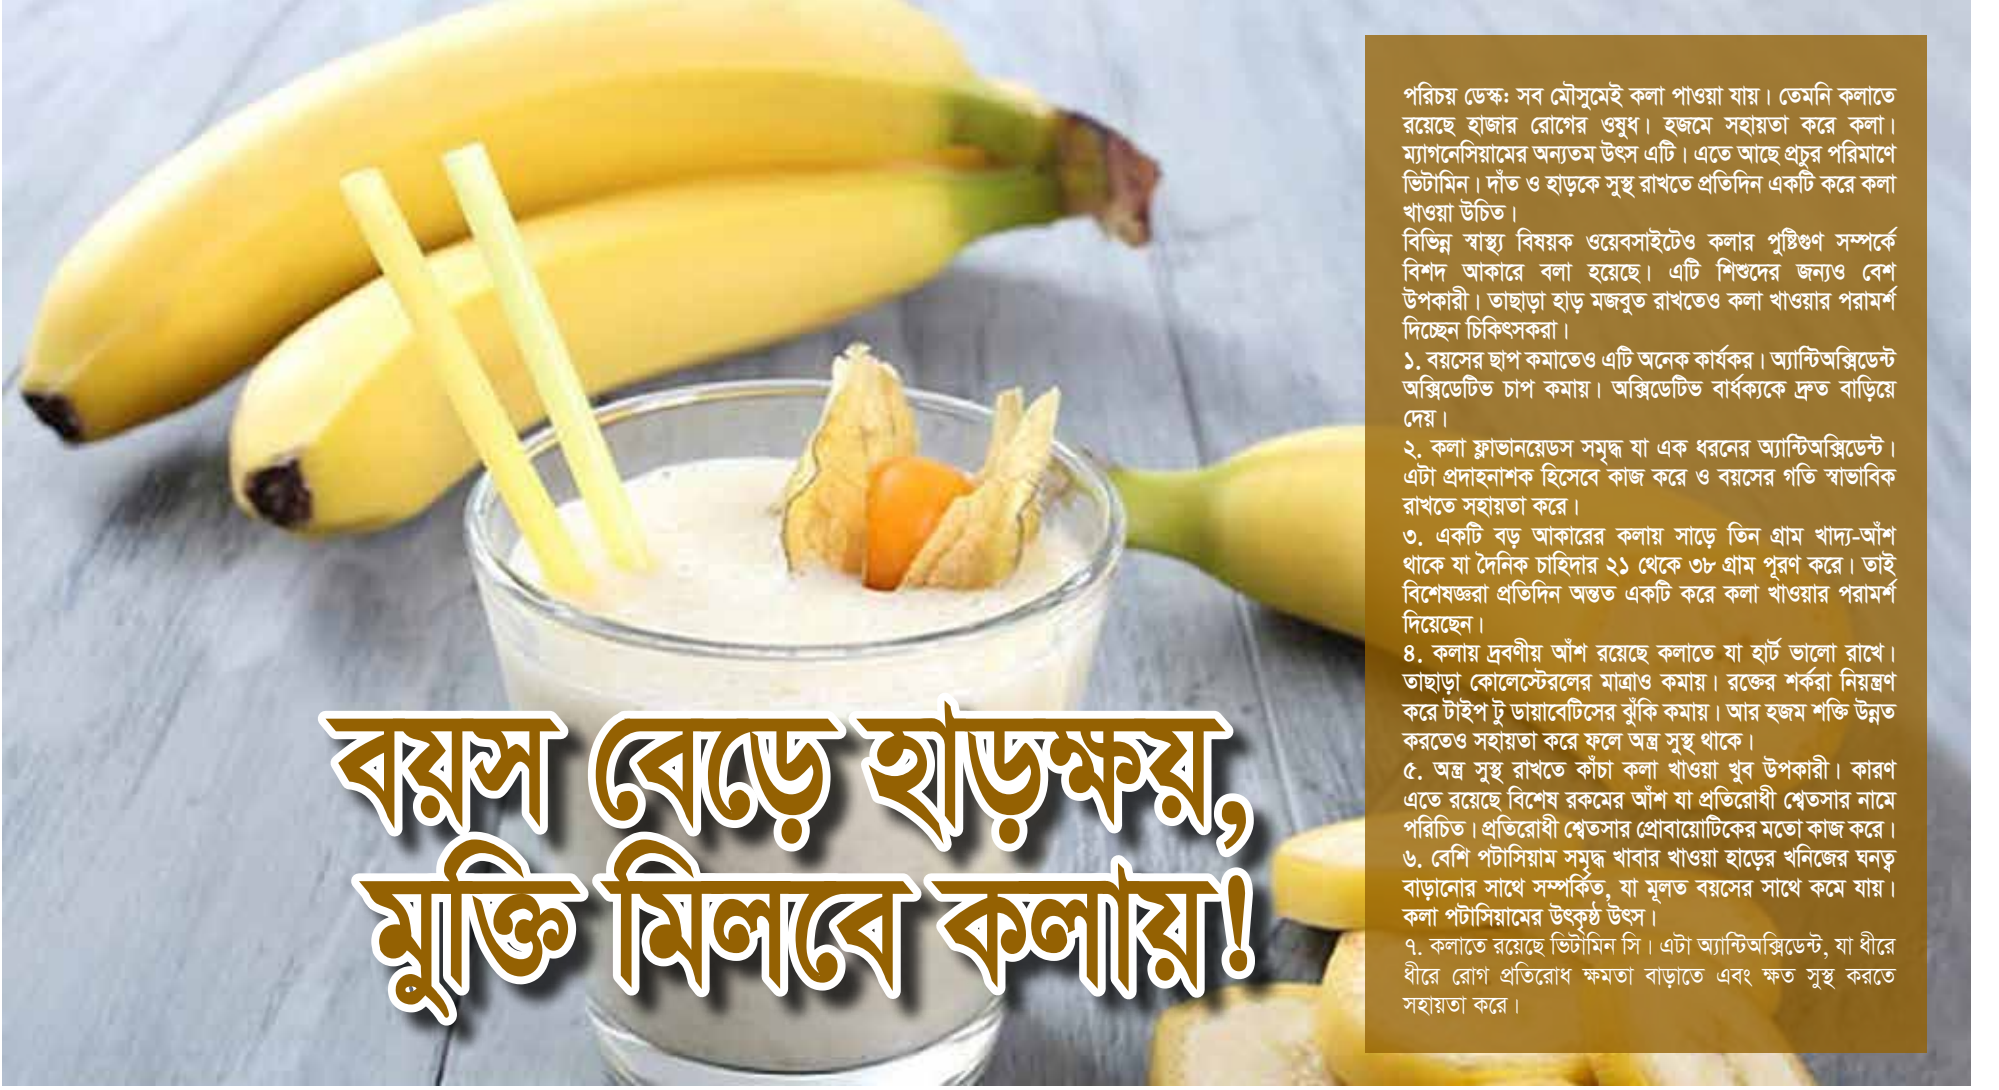 বয়স বেড়ে হাড়ক্ষয়,
মুক্তি মিলবে কলায়!
পরিচয় ডেস্ক: সব মৌসুমেই কলা পাওয়া যায়। তেমনি কলাতে
রয়েছে হাজার রোগের ওষুধ। হজমে সহায়তা করে কলা।
ম্যাগনেসিয়ামের অন্যতম উৎস এটি। এতে আছে প্রচুর পরিমাণে
ভিটামিন। দাঁত ও হাড়কে সুস্থ রাখতে প্রতিদিন একটি করে কলা
খাওয়া উচিত।
বিভিন্ন স্বাস্থ্য বিষয়ক ওয়েবসাইটেও কলার পুষ্টিগুণ সম্পর্কে
বিশদ আকারে বলা হয়েছে। এটি শিশুদের জন্যও বেশ
উপকারী। তাছাড়া হাড় মজবুত রাখতেও কলা খাওয়ার পরামর্শ
দিচ্ছেন চিকিৎসকরা।
১. বয়সের ছাপ কমাতেও এটি অনেক কার্যকর। অ্যান্টিঅক্সিডেন্ট
অক্সিডেটিভ চাপ কমায়। অক্সিডেটিভ বার্ধক্যকে দ্রুত বাড়িয়ে
দেয়।
২. কলা ফ্লাভানয়েডস সমৃদ্ধ যা এক ধরনের অ্যান্টিঅক্সিডেন্ট।
এটা প্রদাহনাশক হিসেবে কাজ করে ও বয়সের গতি স্বাভাবিক
রাখতে সহায়তা করে।
৩. একটি বড় আকারের কলায় সাড়ে তিন গ্রাম খাদ্য-আঁশ
থাকে যা দৈনিক চাহিদার ২১ থেকে ৩৮ গ্রাম পূরণ করে। তাই
বিশেষজ্ঞরা প্রতিদিন অন্তত একটি করে কলা খাওয়ার পরামর্শ
দিয়েছেন।
৪. কলায় দ্রবণীয় আঁশ রয়েছে কলাতে যা হার্ট ভালো রাখে।
তাছাড়া কোলেস্টেরলের মাত্রাও কমায়। রক্তের শর্করা নিয়ন্ত্রণ
করে টাইপ টু ডায়াবেটিসের ঝুঁকি কমায়। আর হজম শক্তি উন্নত
করতেও সহায়তা করে ফলে অন্ত্র সুস্থ থাকে।
৫. অন্ত্র সুস্থ রাখতে কাঁচা কলা খাওয়া খুব উপকারী। কারণ
এতে রয়েছে বিশেষ রকমের আঁশ যা প্রতিরোধী শ্বেতসার নামে
পরিচিত। প্রতিরোধী শ্বেতসার প্রোবায়োটিকের মতো কাজ করে।
৬. বেশি পটাসিয়াম সমৃদ্ধ খাবার খাওয়া হাড়ের খনিজের ঘনত্ব
বাড়ানোর সাথে সম্পর্কিত, যা মূলত বয়সের সাথে কমে যায়।
কলা পটাসিয়ামের উৎকৃষ্ঠ উৎস।
৭. কলাতে রয়েছে ভিটামিন সি। এটা অ্যান্টিঅক্সিডেন্ট, যা ধীরে
ধীরে রোগ প্রতিরোধ ক্ষমতা বাড়াতে এবং ক্ষত সুস্থ করতে
সহায়তা করে।